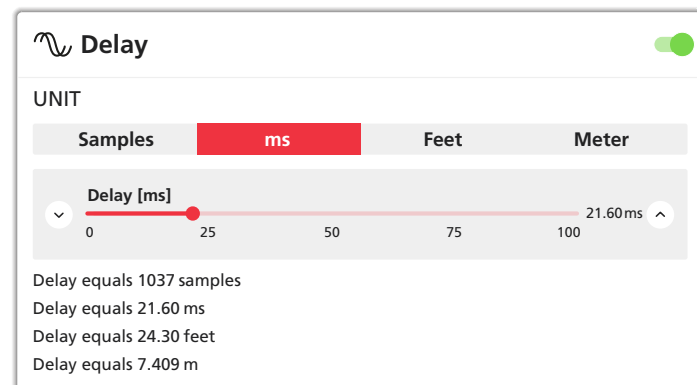 Delay
UNIT
Samples ms Feet Meter
Delay [ms]
21.60 ms
0 25 50 75 100
Delay equals 1037 samples
Delay equals 21.60 ms
Delay equals 24.30 feet
Delay equals 7.409 m